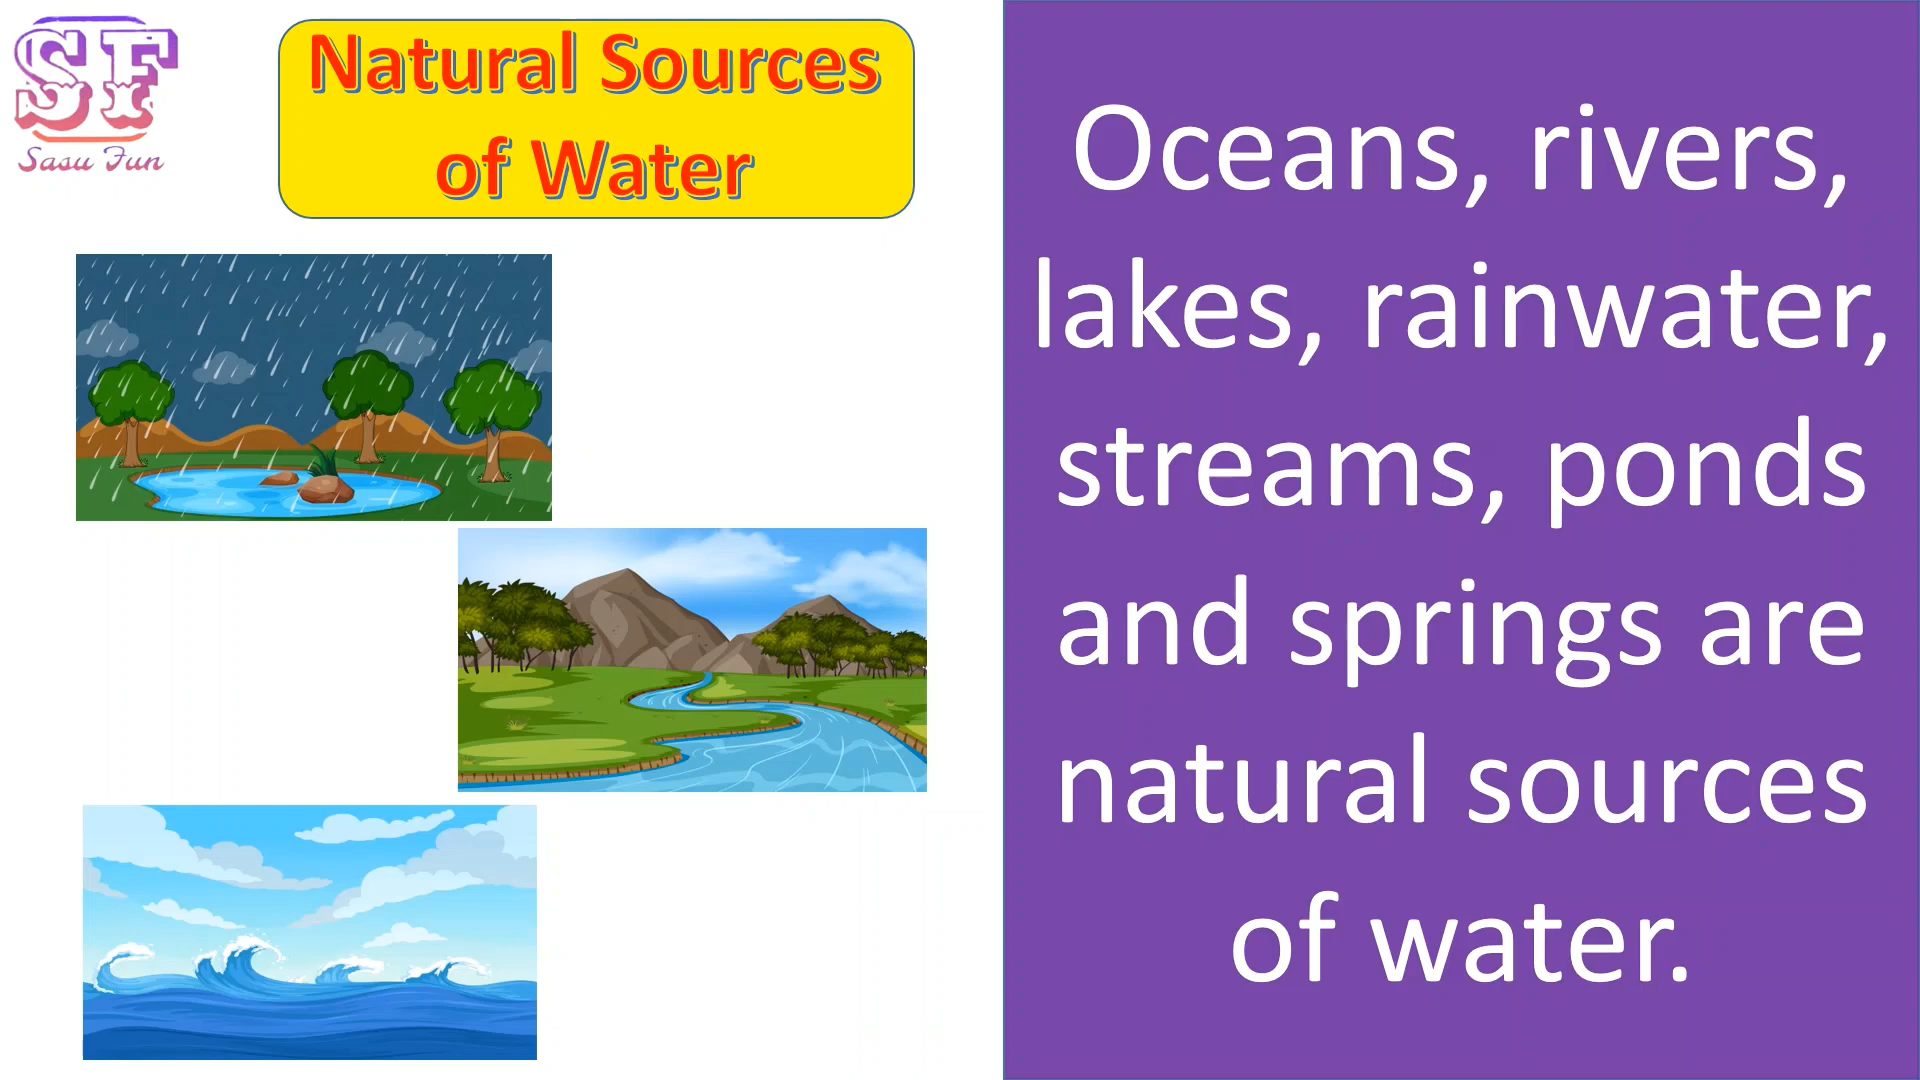 SF
Sasu Fun
Natural Sources
of Water
Oceans, rivers,
lakes, rainwater,
streams, ponds
and springs are
natural sources
of water.